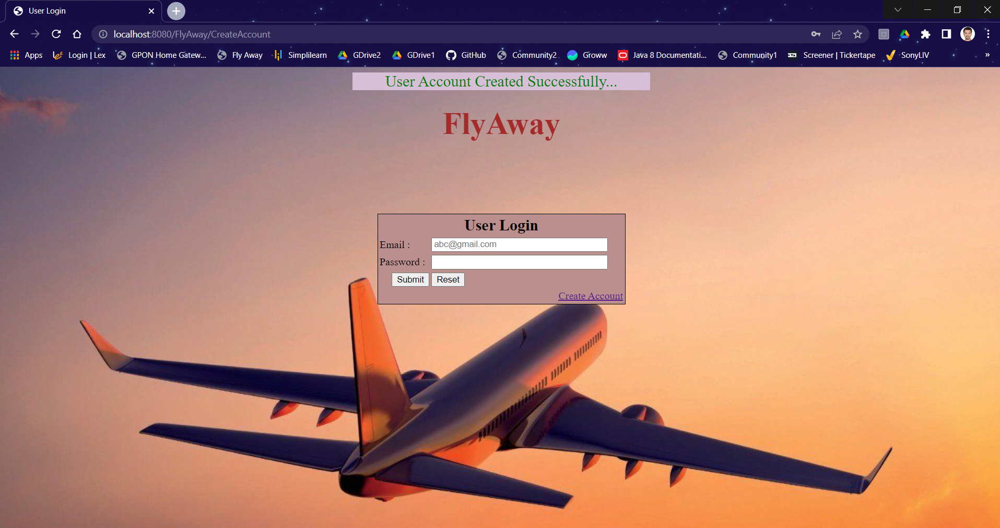 User Login
localhost:8080/FlyAway/CreateAccount
Apps Login | Lex GPON Home Gatew... Fly Away Simplilearn GDrive2 GDrive1 GitHub Community2 Groww Java 8 Documentati... Community1 Screener | Tickertape SonyLIV »
User Account Created Successfully...
FlyAway
User Login
Email : abc@gmail.com
Password :
Submit Reset
Create Account